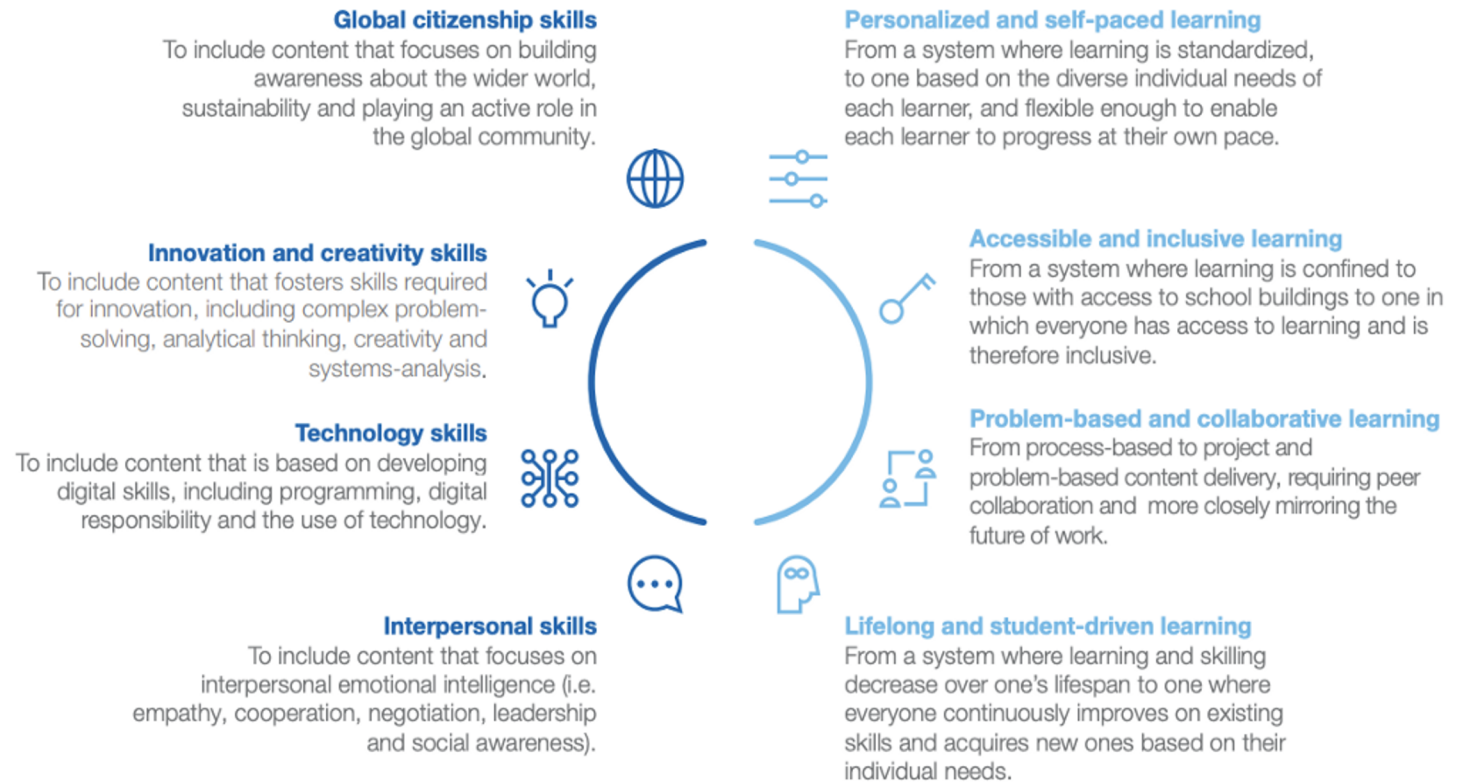 Global citizenship skills
To include content that focuses on building
awareness about the wider world,
sustainability and playing an active role in
the global community.
Innovation and creativity skills
To include content that fosters skills required
for innovation, including complex problem-
solving, analytical thinking, creativity and
systems-analysis.
Technology skills
To include content that is based on developing
digital skills, including programming, digital
responsibility and the use of technology.
Interpersonal skills
To include content that focuses on
interpersonal emotional intelligence (i.e.
empathy, cooperation, negotiation, leadership
and social awareness).
Personalized and self-paced learning
From a system where learning is standardized,
to one based on the diverse individual needs of
each learner, and flexible enough to enable
each learner to progress at their own pace.
Accessible and inclusive learning
From a system where learning is confined to
those with access to school buildings to one in
which everyone has access to learning and is
therefore inclusive.
Problem-based and collaborative learning
From process-based to project and
problem-based content delivery, requiring peer
collaboration and more closely mirroring the
future of work.
Lifelong and student-driven learning
From a system where learning and skilling
decrease over one's lifespan to one where
everyone continuously improves on existing
skills and acquires new ones based on their
individual needs.